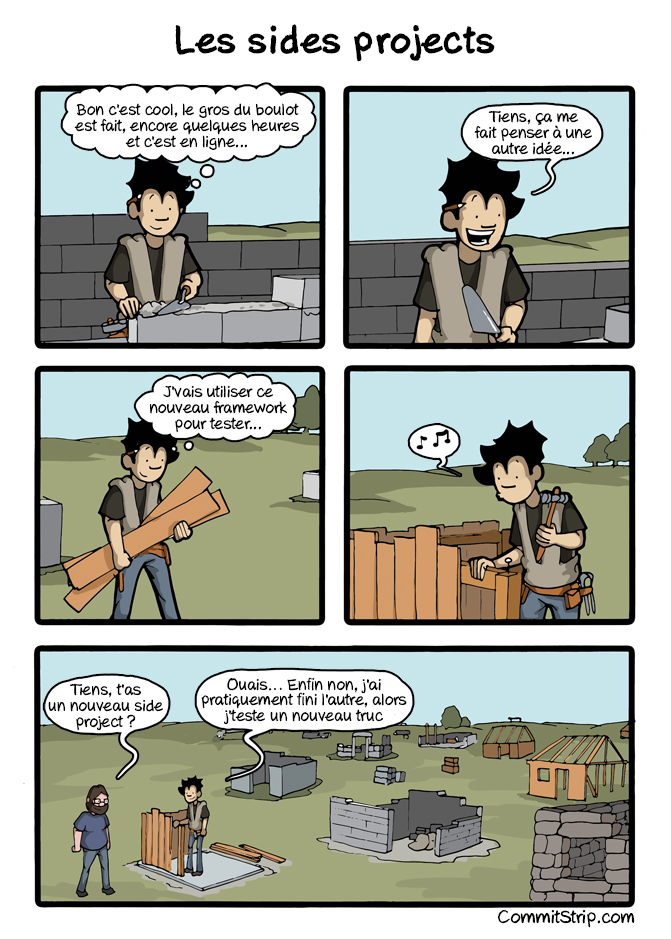 Les sides projects
Bon c'est cool, le gros du boulot
est fait, encore quelques heures
et c'est en ligne...
Tiens, ça me
fait penser à une
autre idée...
J'vais utiliser ce
nouveau framework
pour tester...
Tiens, t'as
un nouveau side
project ?
Ouais... Enfin non, j'ai
pratiquement fini l'autre, alors
j'teste un nouveau truc
CommitStrip.com